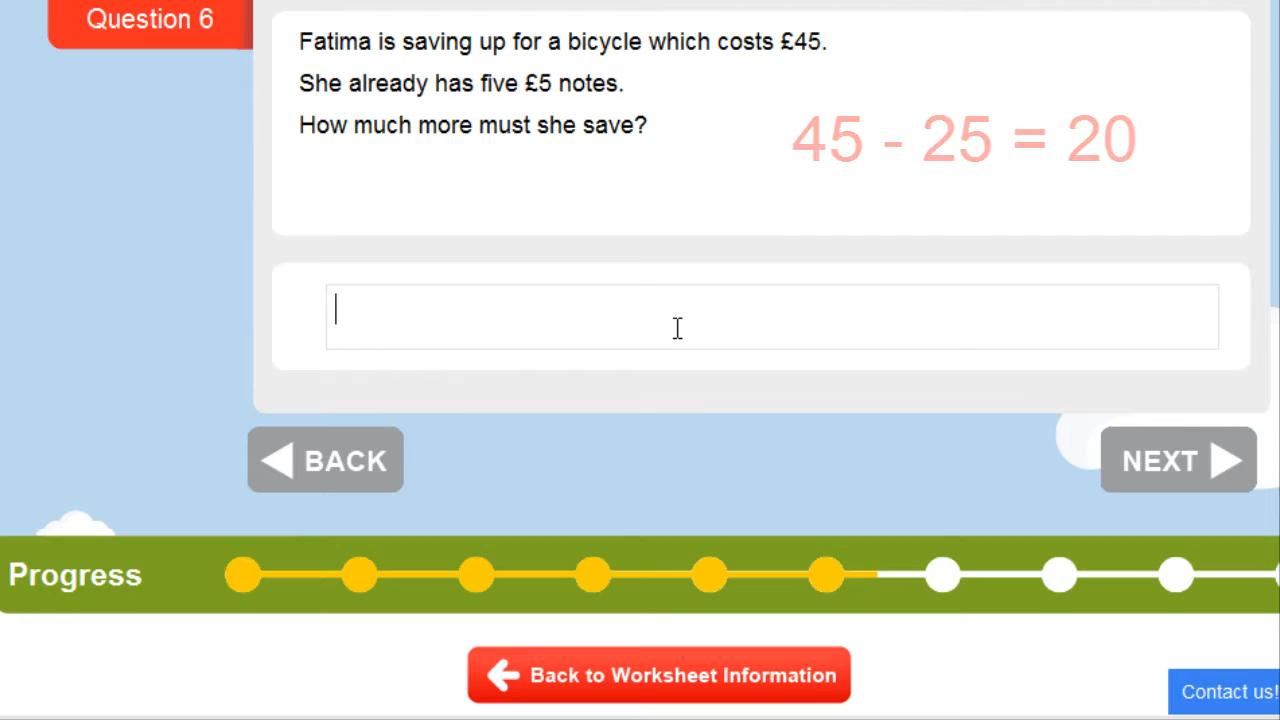 Question 6
Fatima is saving up for a bicycle which costs £45.
She already has five £5 notes.
How much more must she save?
45 - 25 = 20
BACK
NEXT
Progress
Back to Worksheet Information
Contact us!